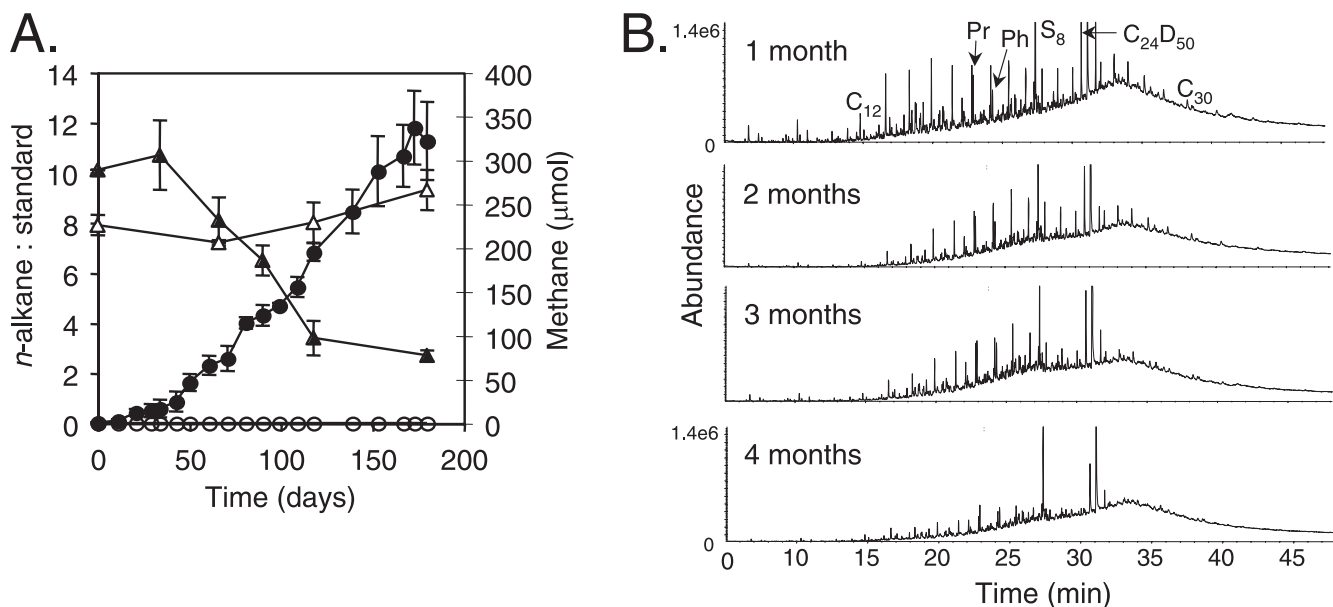 A.
14
12
10
8
6
4
2
0
n-alkane : standard
400
350
300
250
200
150
100
50
0
Methane (μmol)
0 50 100 150 200
Time (days)
B.
1.4e6
0
1 month
C12
Pr
Ph
S8
C24D50
C30
2 months
3 months
1.4e6
0
4 months
Abundance
0 10 15 20 25 30 35 40 45
Time (min)